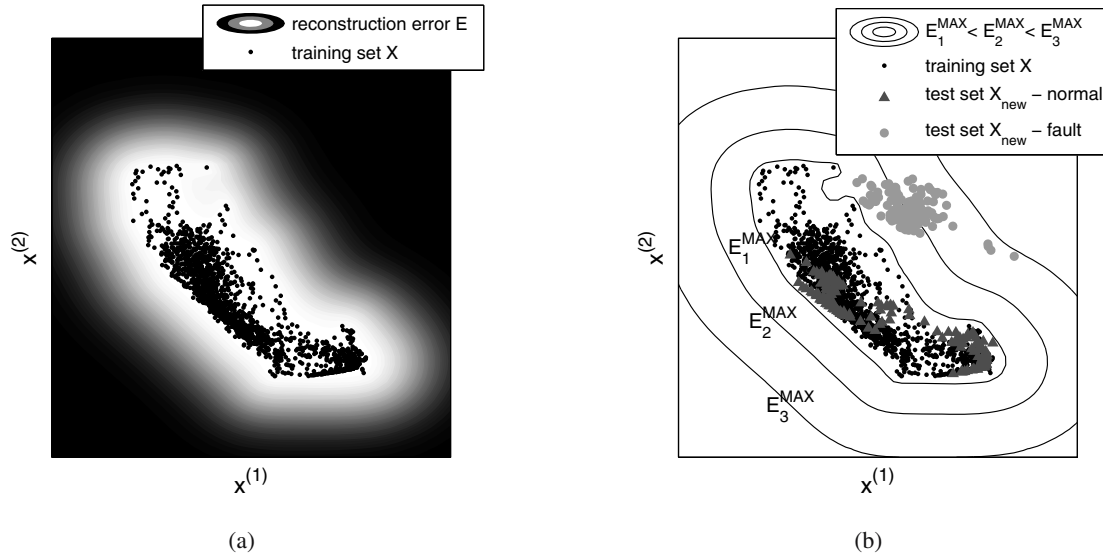 reconstruction error E
training set X
x^(2)
x^(1)
(a)
E_1^MAX < E_2^MAX < E_3^MAX
training set X
test set X_new − normal
test set X_new − fault
x^(2)
E_1^MAX
E_2^MAX
E_3^MAX
x^(1)
(b)